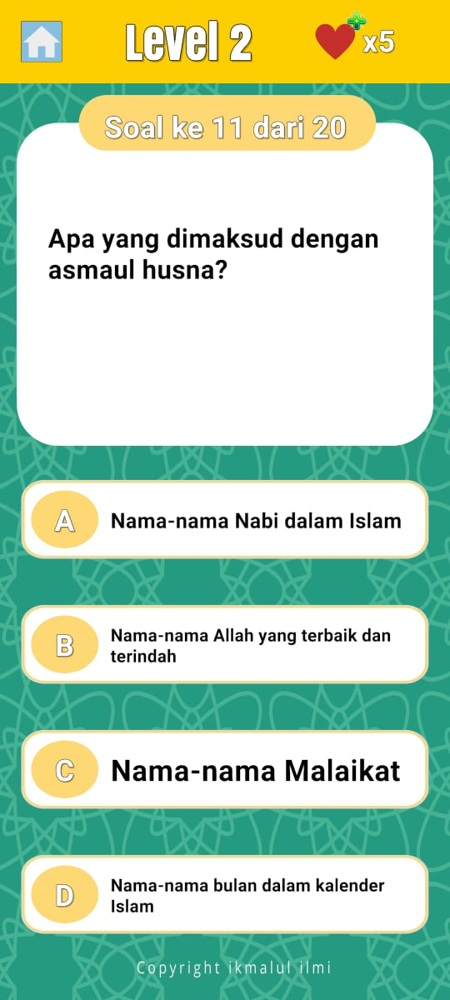 Level 2
x5
Soal ke 11 dari 20
Apa yang dimaksud dengan
asmaul husna?
A
Nama-nama Nabi dalam Islam
B
Nama-nama Allah yang terbaik dan
terindah
C
Nama-nama Malaikat
D
Nama-nama bulan dalam kalender
Islam
Copyright ikmalul ilmi